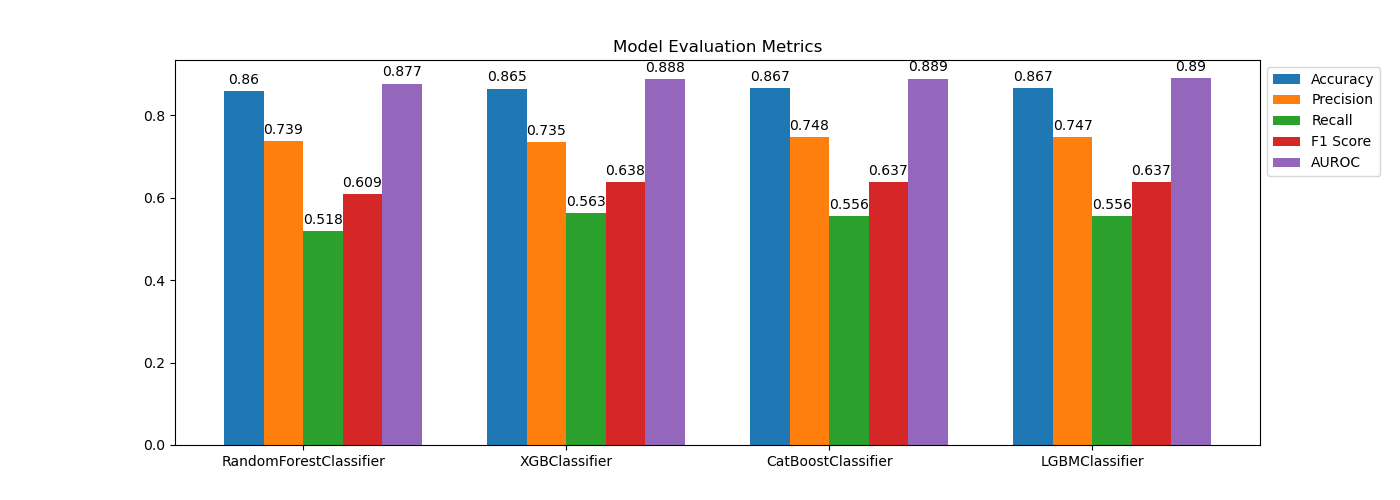 Model Evaluation Metrics
0.86 0.739 0.518 0.609 0.877
0.865 0.735 0.563 0.638 0.888
0.867 0.748 0.556 0.637 0.889
0.867 0.747 0.556 0.637 0.89
Accuracy
Precision
Recall
F1 Score
AUROC
0.8
0.6
0.4
0.2
0.0
RandomForestClassifier XGBClassifier CatBoostClassifier LGBMClassifier